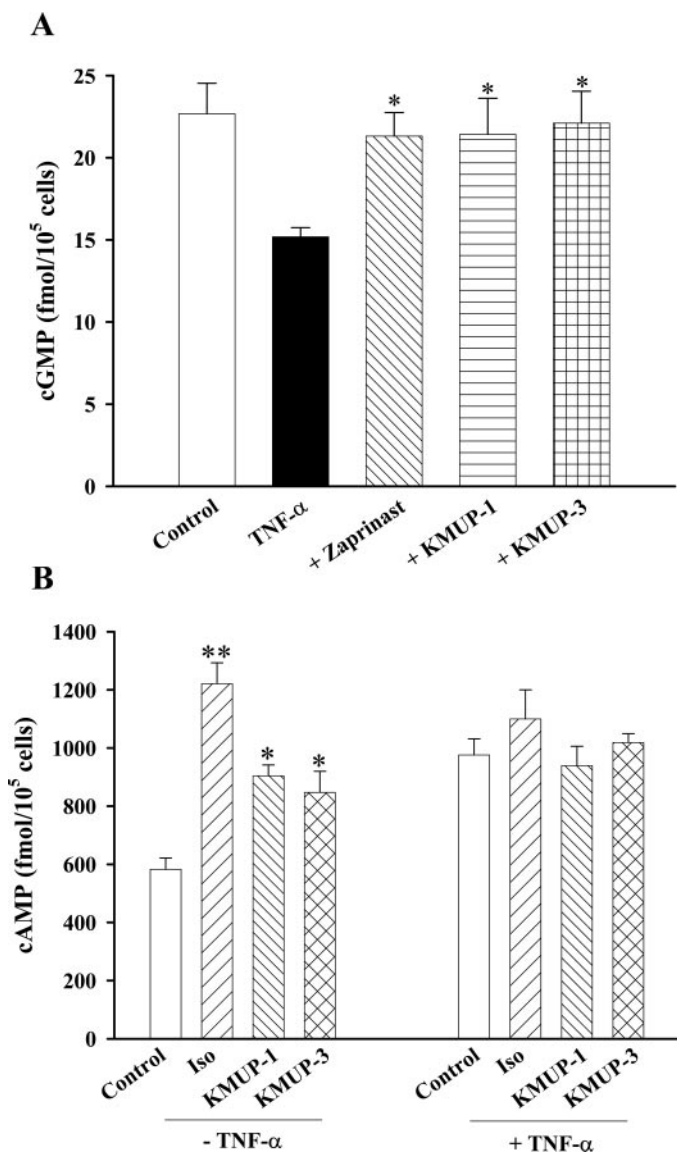 A
25
20
15
10
5
0
cGMP (fmol/10⁵ cells)
*
*
*
Control
TNF-α
+ Zaprinast
+ KMUP-1
+ KMUP-3
B
1400
1200
1000
800
600
400
200
0
cAMP (fmol/10⁵ cells)
**
*
*
Control
Iso
KMUP-1
KMUP-3
Control
Iso
KMUP-1
KMUP-3
- TNF-α
+ TNF-α